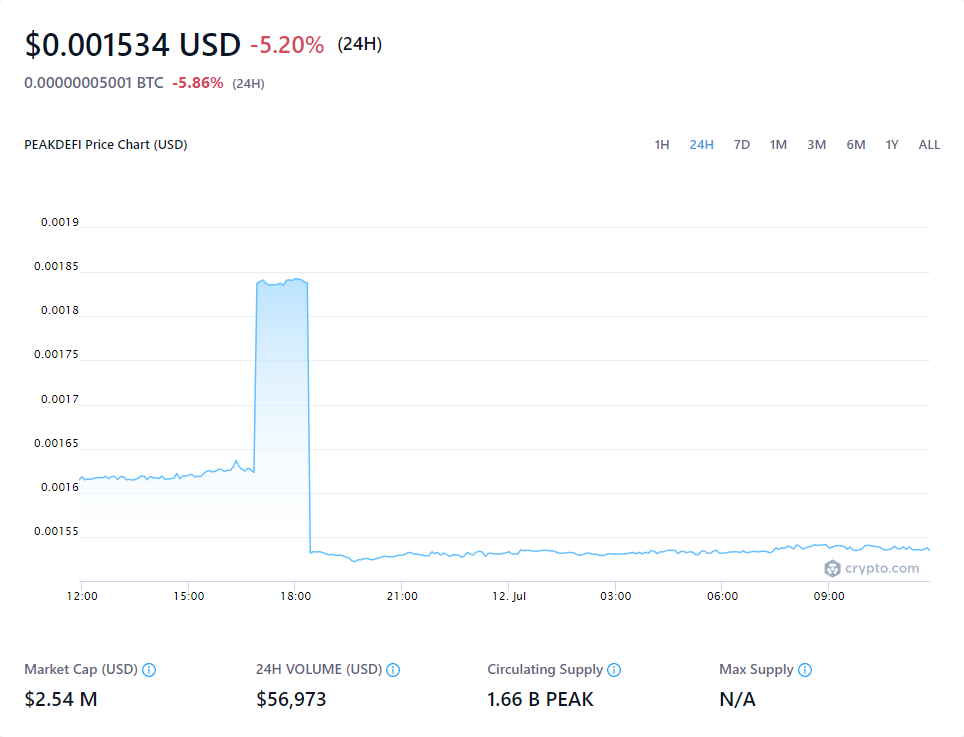 $0.001534 USD -5.20% (24H)
0.00000005001 BTC -5.86% (24H)
PEAKDEFI Price Chart (USD) 1H 24H 7D 1M 3M 6M 1Y ALL
0.0019
0.00185
0.0018
0.00175
0.0017
0.00165
0.0016
0.00155
crypto.com
12:00 15:00 18:00 21:00 12. Jul 03:00 06:00 09:00
Market Cap (USD) 24H VOLUME (USD) Circulating Supply Max Supply
$2.54 M $56,973 1.66 B PEAK N/A